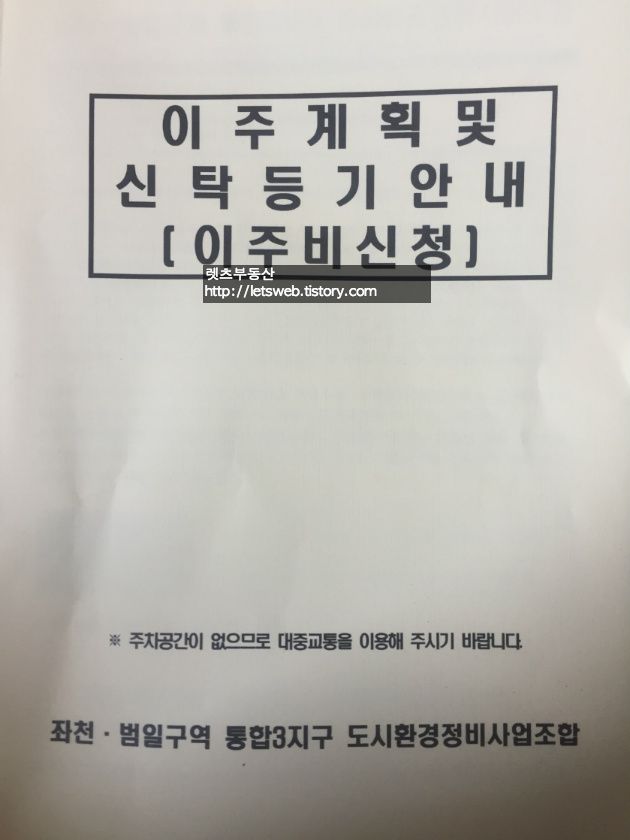 이주계획및
신탁등기안내
(이주비신청)
렛츠부동산
http://letsweb.tistory.com
※ 주차공간이 없으므로 대중교통을 이용해 주시기 바랍니다.
좌천·범일구역 통합3지구 도시환경정비사업조합